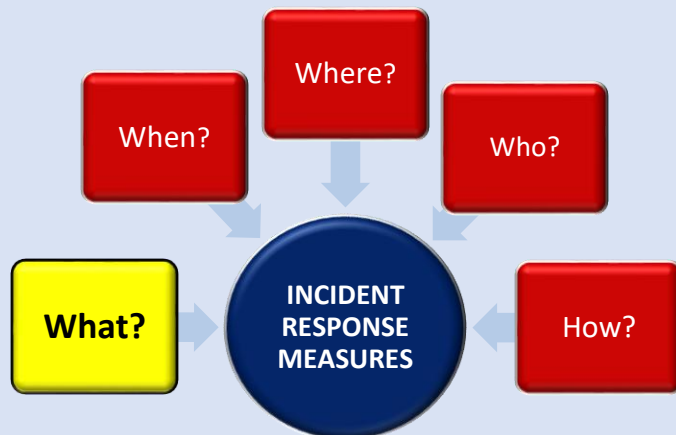 Where?
When?
Who?
What?
INCIDENT
RESPONSE
MEASURES
How?